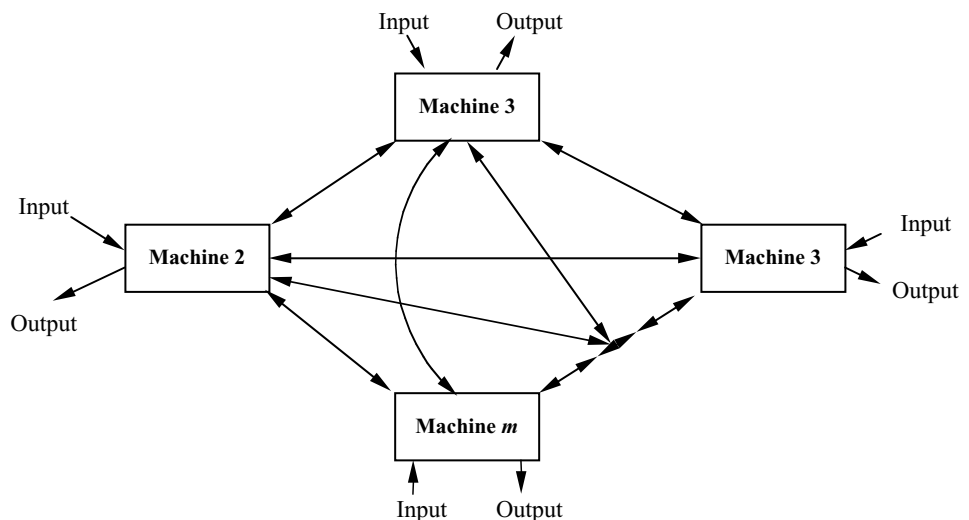 Input
Output
Machine 3
Input
Machine 2
Output
Input
Machine 3
Output
Machine m
Input
Output